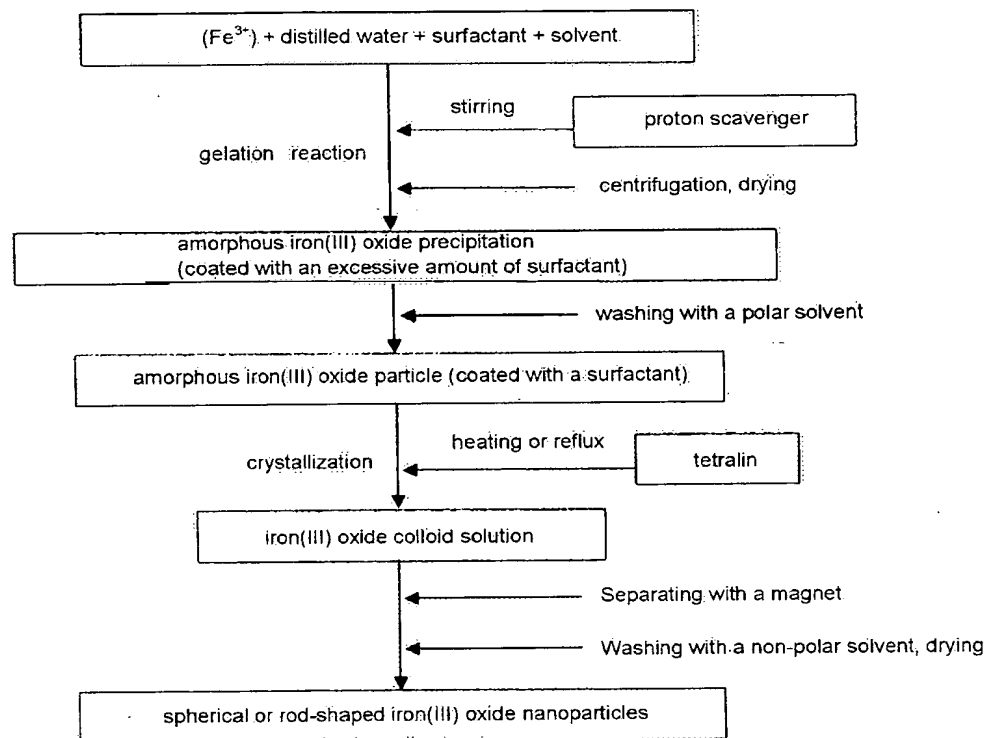 (Fe³⁺) + distilled water + surfactant + solvent
stirring
proton scavenger
gelation reaction
centrifugation, drying
amorphous iron(III) oxide precipitation
(coated with an excessive amount of surfactant)
washing with a polar solvent
amorphous iron(III) oxide particle (coated with a surfactant)
heating or reflux
crystallization
tetralin
iron(III) oxide colloid solution
Separating with a magnet
Washing with a non-polar solvent, drying
spherical or rod-shaped iron(III) oxide nanoparticles